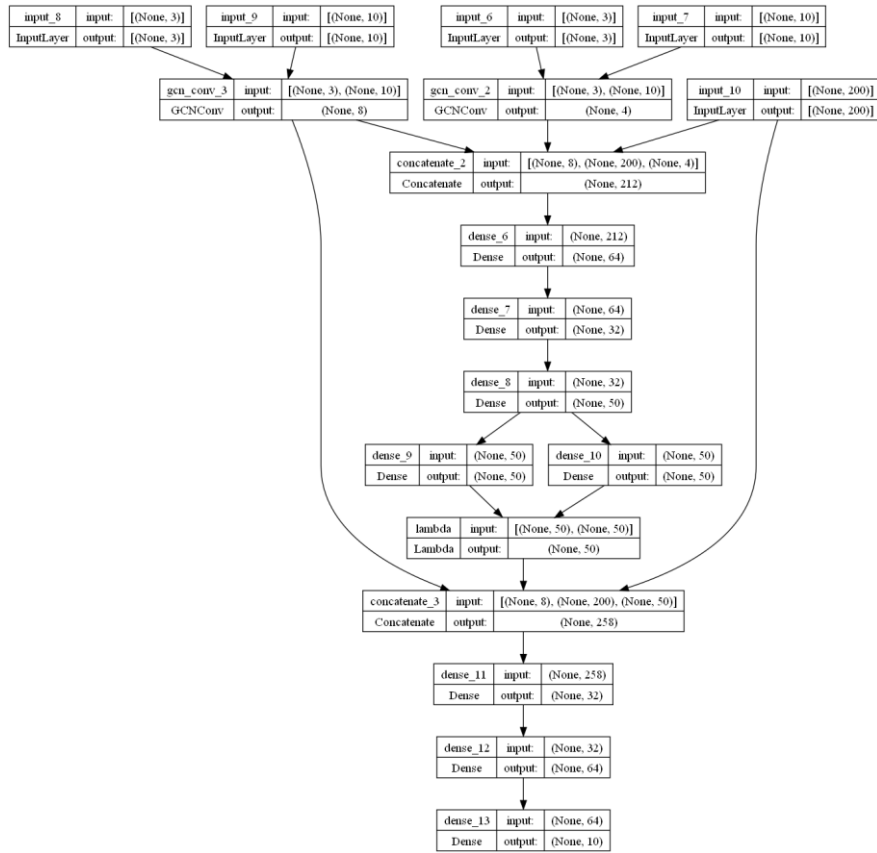 input_8 input: [(None, 3)]
InputLayer output: [(None, 3)]
input_9 input: [(None, 10)]
InputLayer output: [(None, 10)]
input_6 input: [(None, 3)]
InputLayer output: [(None, 3)]
input_7 input: [(None, 10)]
InputLayer output: [(None, 10)]
gcn_conv_3 input: [(None, 3), (None, 10)]
GCNConv output: (None, 8)
gcn_conv_2 input: [(None, 3), (None, 10)]
GCNConv output: (None, 4)
input_10 input: [(None, 200)]
InputLayer output: [(None, 200)]
concatenate_2 input: [(None, 8), (None, 200), (None, 4)]
Concatenate output: (None, 212)
dense_6 input: (None, 212)
Dense output: (None, 64)
dense_7 input: (None, 64)
Dense output: (None, 32)
dense_8 input: (None, 32)
Dense output: (None, 50)
dense_9 input: (None, 50)
Dense output: (None, 50)
dense_10 input: (None, 50)
Dense output: (None, 50)
lambda input: [(None, 50), (None, 50)]
Lambda output: (None, 50)
concatenate_3 input: [(None, 8), (None, 200), (None, 50)]
Concatenate output: (None, 258)
dense_11 input: (None, 258)
Dense output: (None, 32)
dense_12 input: (None, 32)
Dense output: (None, 64)
dense_13 input: (None, 64)
Dense output: (None, 10)